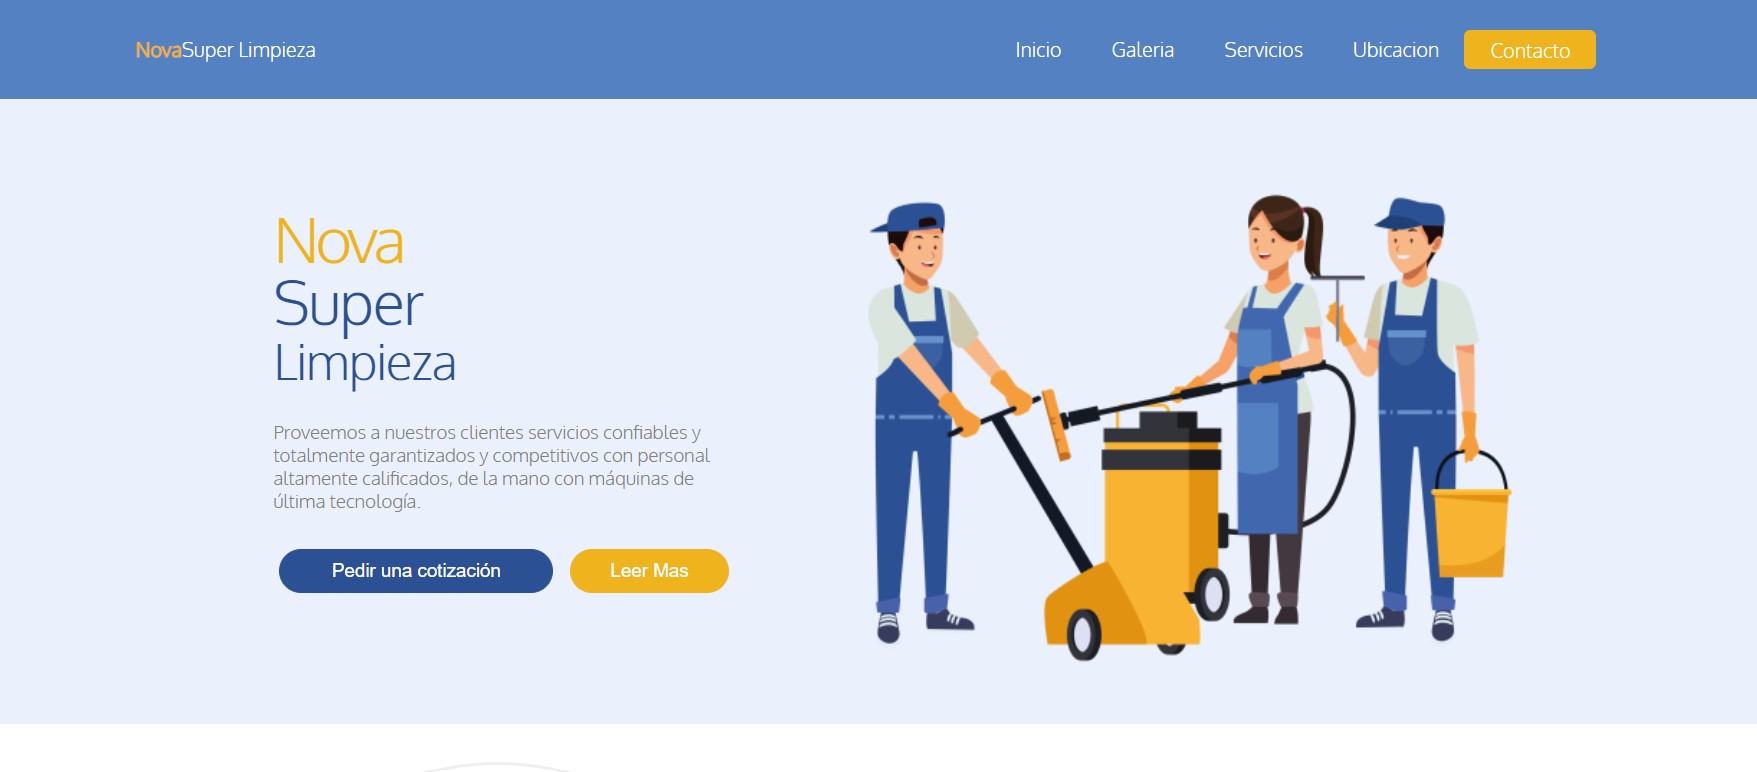 NovaSuper Limpieza
Inicio
Galeria
Servicios
Ubicacion
Contacto
Nova
Super
Limpieza
Proveemos a nuestros clientes servicios confiables y
totalmente garantizados y competitivos con personal
altamente calificados, de la mano con máquinas de
última tecnología.
Pedir una cotización
Leer Mas